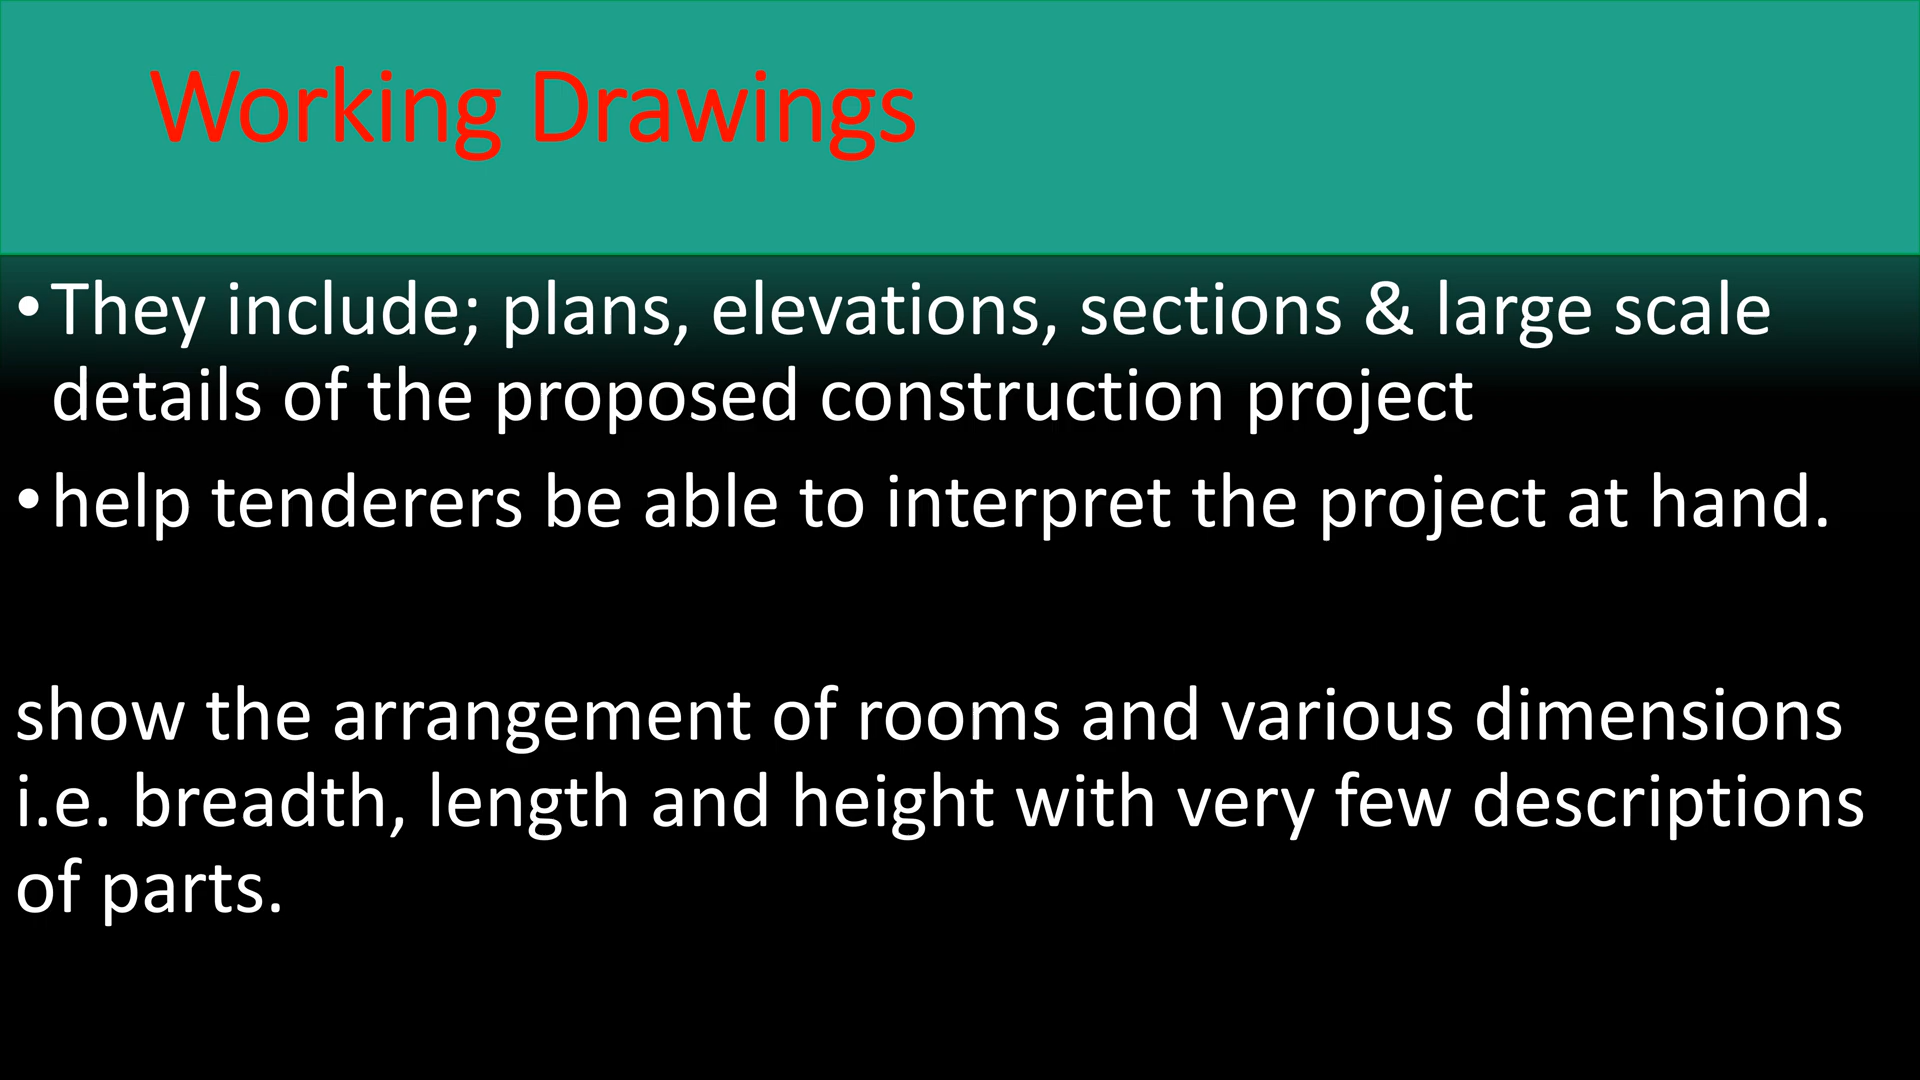 Working Drawings
•They include; plans, elevations, sections & large scale
details of the proposed construction project
•help tenderers be able to interpret the project at hand.
show the arrangement of rooms and various dimensions
i.e. breadth, length and height with very few descriptions
of parts.